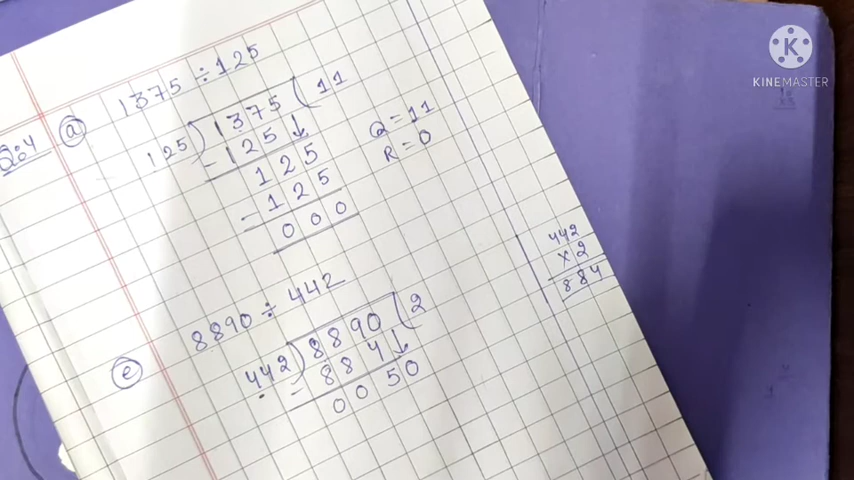 Q:4 (a) 1375 ÷ 125
125 ) 1375 ( 11
- 125 ↓
125
- 125
000
Q = 11
R = 0
(e) 8890 ÷ 442
442 ) 8890 ( 2
- 884 ↓
0050
442
x 2
884
K
KINEMASTER